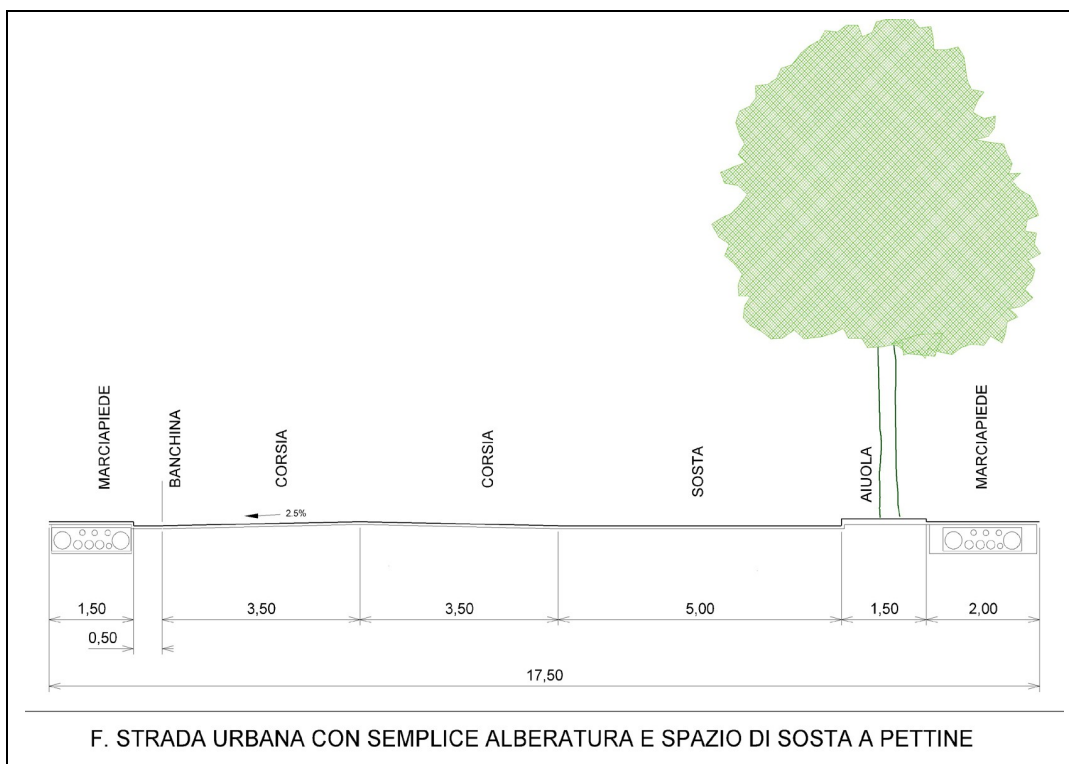 MARCIAPIEDE
BANCHINA
CORSIA
CORSIA
SOSTA
AIUOLA
MARCIAPIEDE
2.5%
1,50
3,50
3,50
5,00
1,50
2,00
0,50
17,50
F. STRADA URBANA CON SEMPLICE ALBERATURA E SPAZIO DI SOSTA A PETTINE